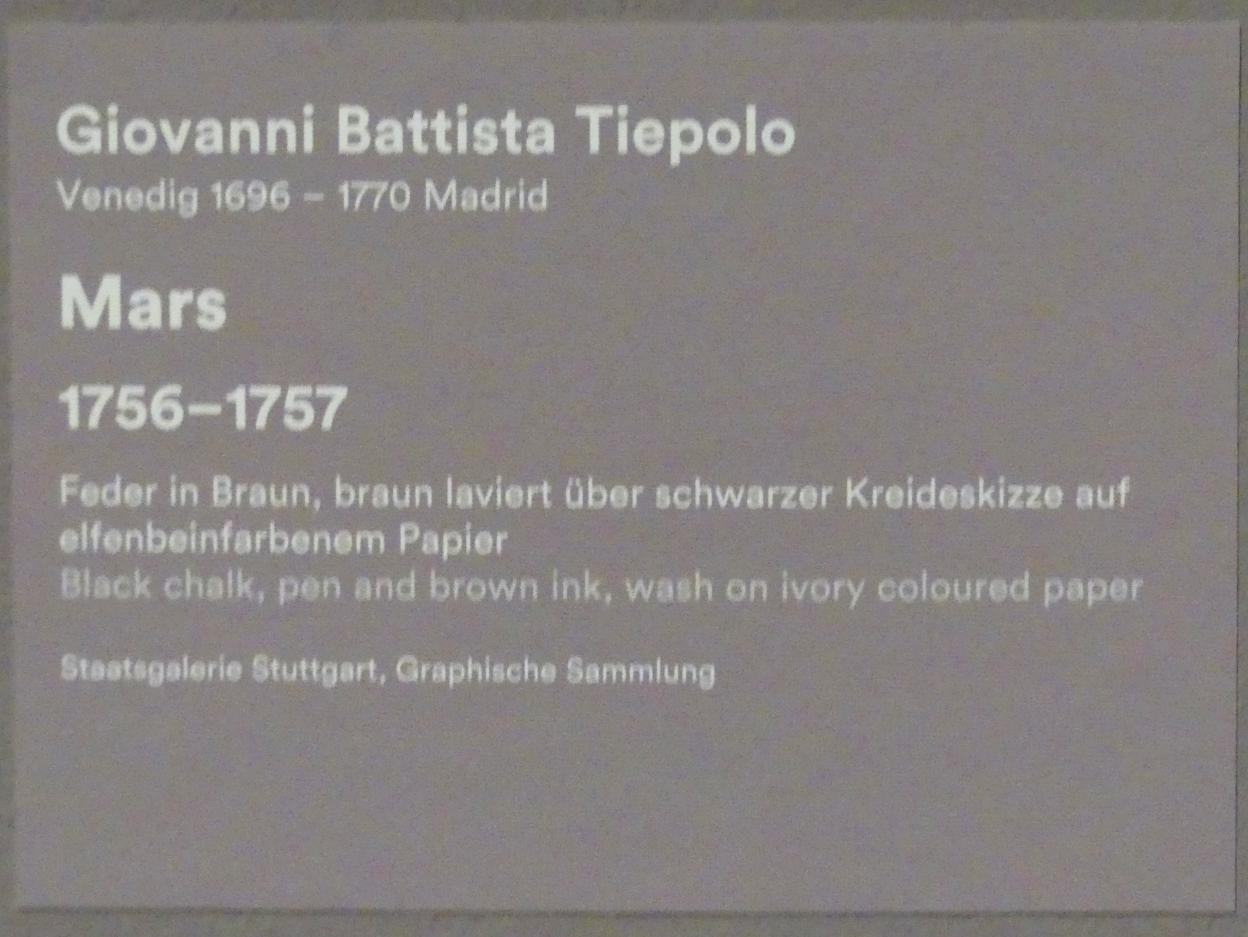 Giovanni Battista Tiepolo
Venedig 1696 – 1770 Madrid
Mars
1756–1757
Feder in Braun, braun laviert über schwarzer Kreideskizze auf
elfenbeinfarbenem Papier
Black chalk, pen and brown ink, wash on ivory coloured paper
Staatsgalerie Stuttgart, Graphische Sammlung